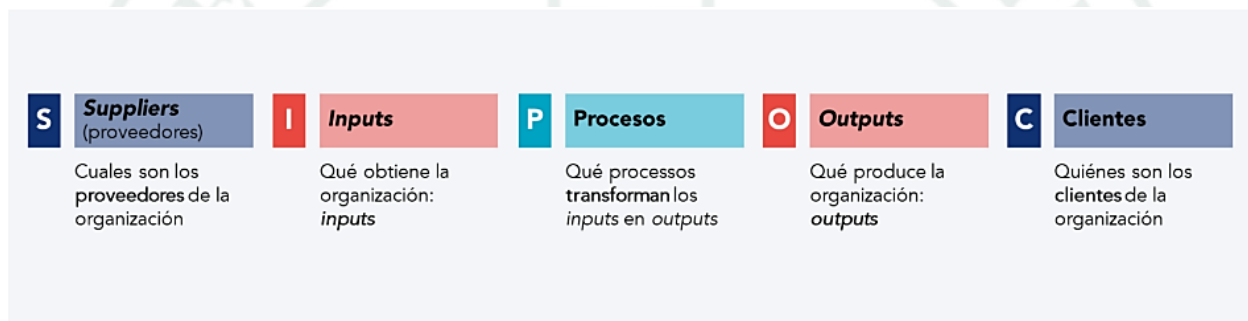 S
Suppliers
(proveedores)
Cuales son los
proveedores de la
organización
I
Inputs
Qué obtiene la
organización:
inputs
P
Procesos
Qué processos
transforman los
inputs en outputs
O
Outputs
Qué produce la
organización:
outputs
C
Clientes
Quiénes son los
clientes de la
organización